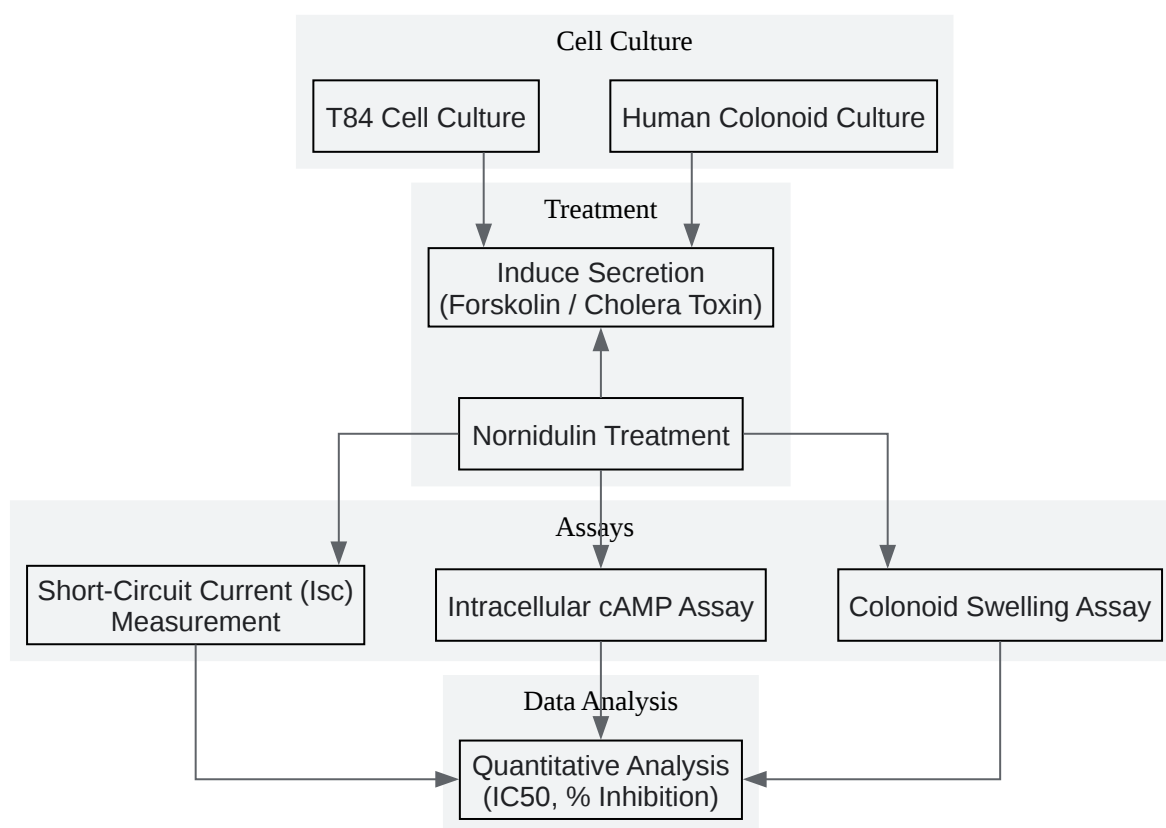 Cell Culture
T84 Cell Culture
Human Colonoid Culture
Treatment
Induce Secretion
(Forskolin / Cholera Toxin)
Nornidulin Treatment
Assays
Short-Circuit Current (Isc)
Measurement
Intracellular cAMP Assay
Colonoid Swelling Assay
Data Analysis
Quantitative Analysis
(IC50, % Inhibition)